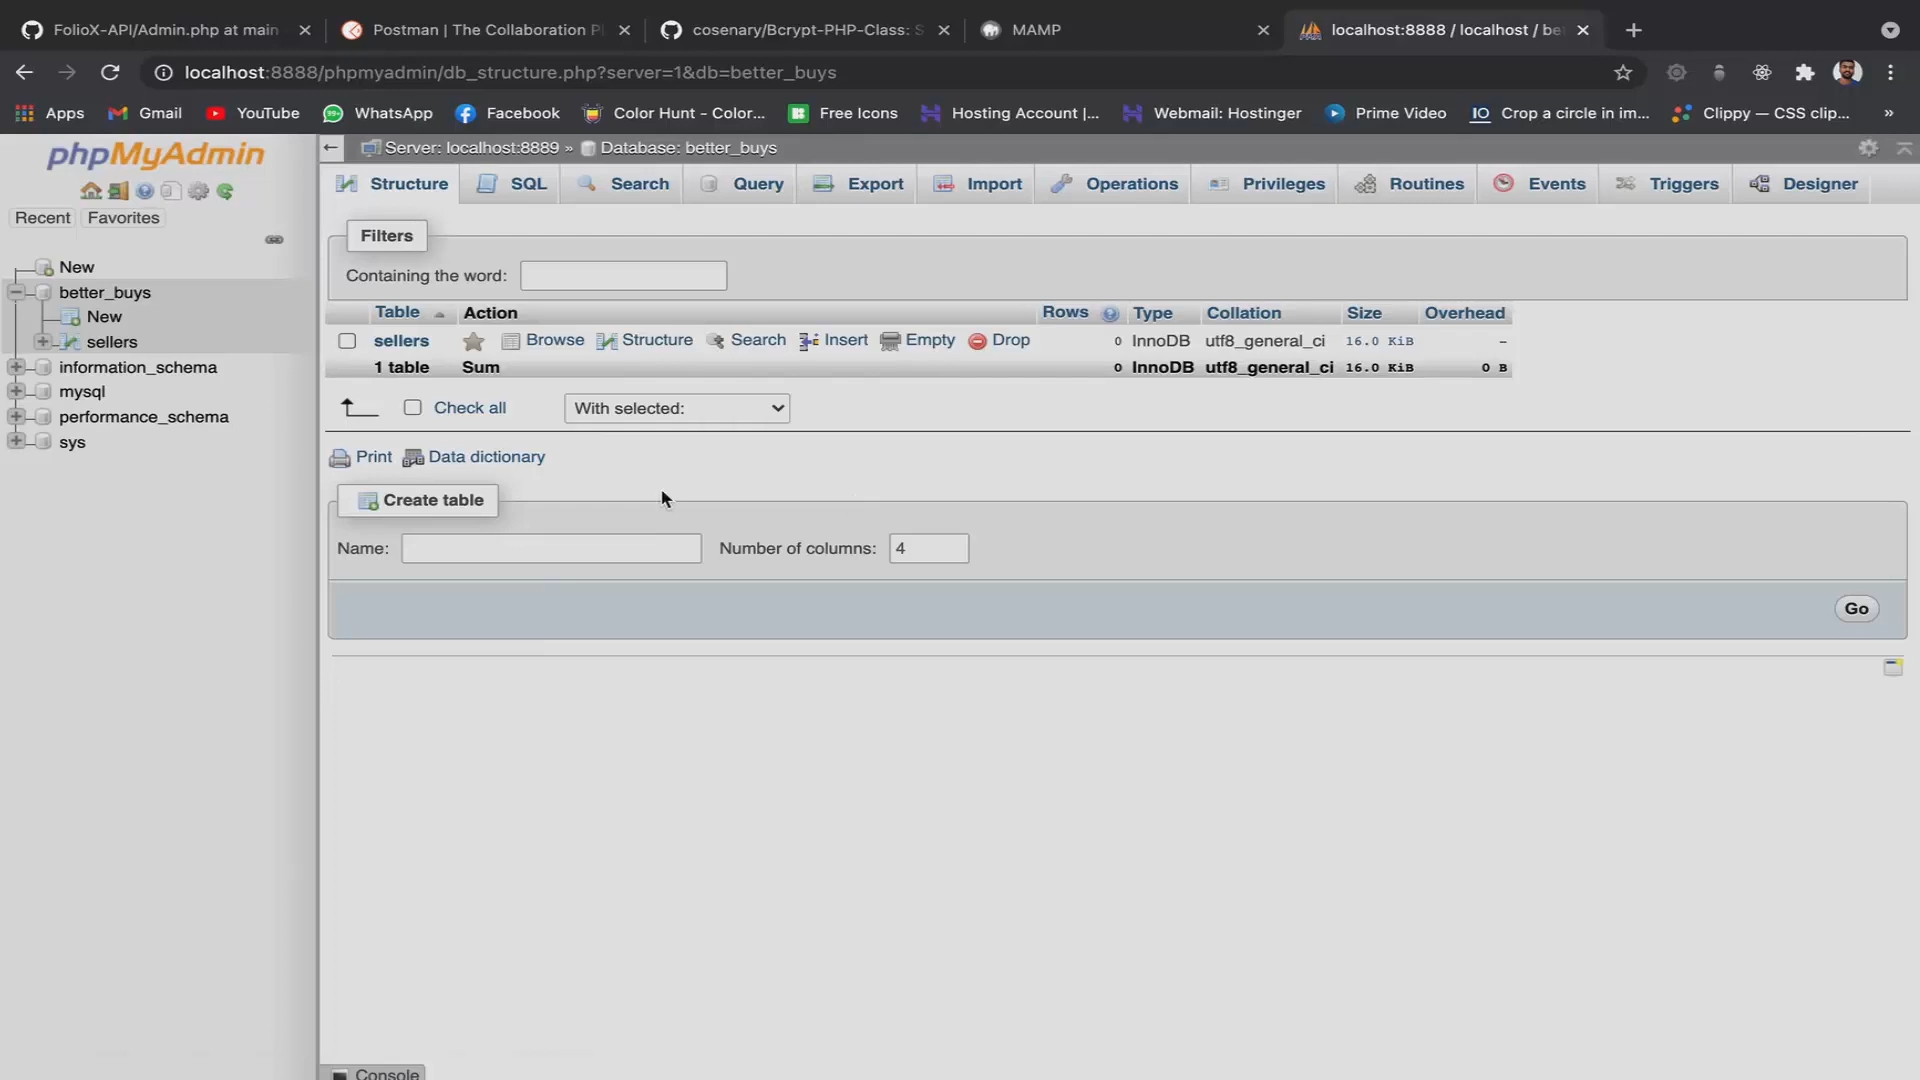 FolioX-API/Admin.php at main
Postman | The Collaboration Pl
cosenary/Bcrypt-PHP-Class: S
MAMP
localhost:8888 / localhost / be
localhost:8888/phpmyadmin/db_structure.php?server=1&db=better_buys
Apps
Gmail
YouTube
99+
WhatsApp
Facebook
Color Hunt - Color...
Free Icons
Hosting Account |...
Webmail: Hostinger
Prime Video
IO
Crop a circle in im...
Clippy — CSS clip...
»
phpMyAdmin
Recent
Favorites
New
better_buys
New
sellers
information_schema
mysql
performance_schema
sys
Server: localhost:8889 » Database: better_buys
Structure
SQL
Search
Query
Export
Import
Operations
Privileges
Routines
Events
Triggers
Designer
Filters
Containing the word:
Table Action Rows Type Collation Size Overhead
sellers Browse Structure Search Insert Empty Drop 0 InnoDB utf8_general_ci 16.0 KiB –
1 table Sum 0 InnoDB utf8_general_ci 16.0 KiB 0 B
Check all
With selected:
Print
Data dictionary
Create table
Name:
Number of columns: 4
Go
Console